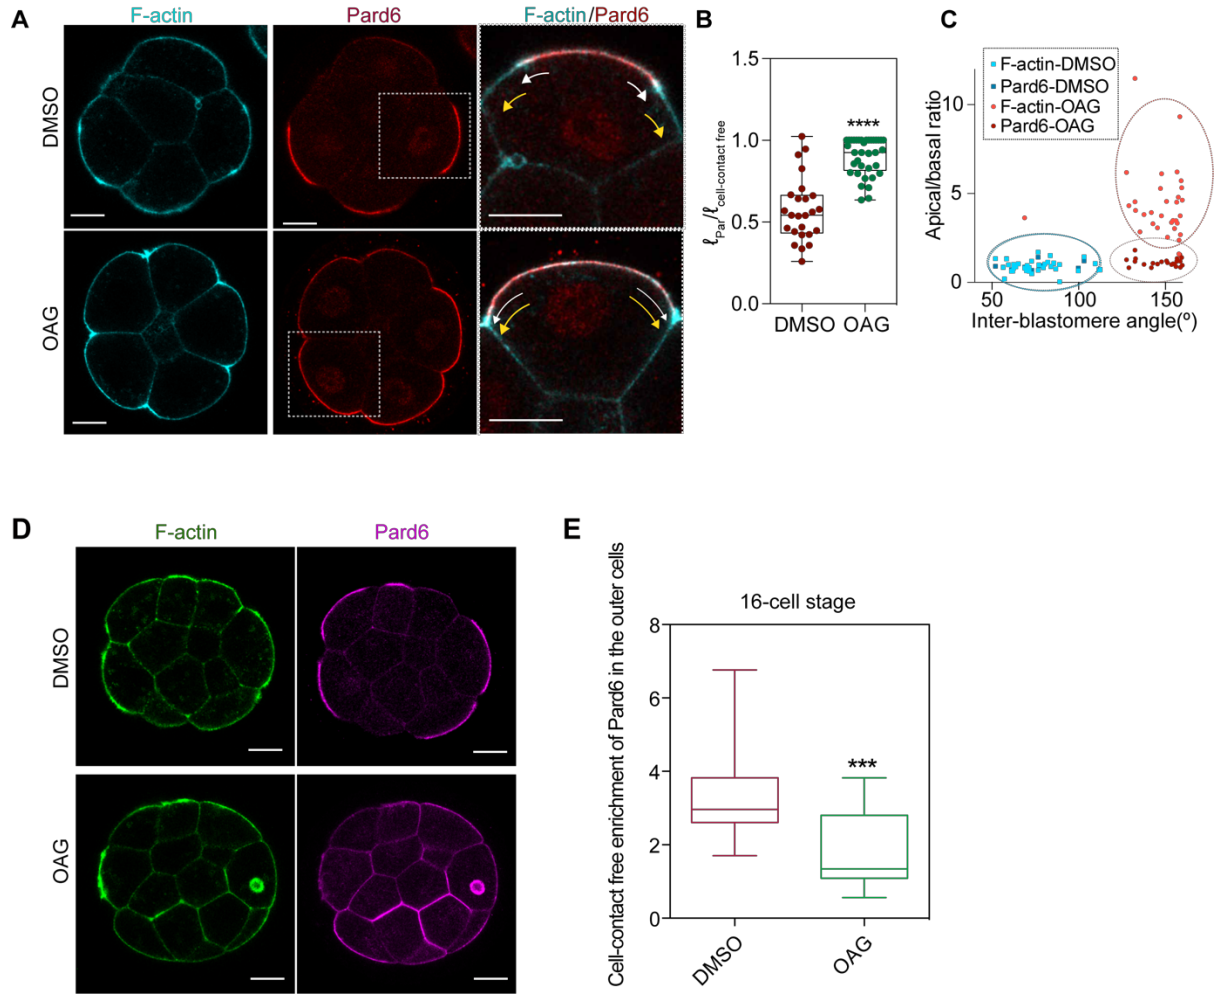 A
F-actin
Pard6
F-actin/Pard6
DMSO
OAG
B
1.5
1.0
0.5
0.0
ℓPar/ℓcell-contact free
****
DMSO OAG
C
F-actin-DMSO
Pard6-DMSO
F-actin-OAG
Pard6-OAG
Apical/basal ratio
10
5
0
50 100 150
Inter-blastomere angle(º)
D
F-actin
Pard6
DMSO
OAG
E
Cell-contact free enrichment of Pard6 in the outer cells
16-cell stage
8
6
4
2
0
***
DMSO
OAG